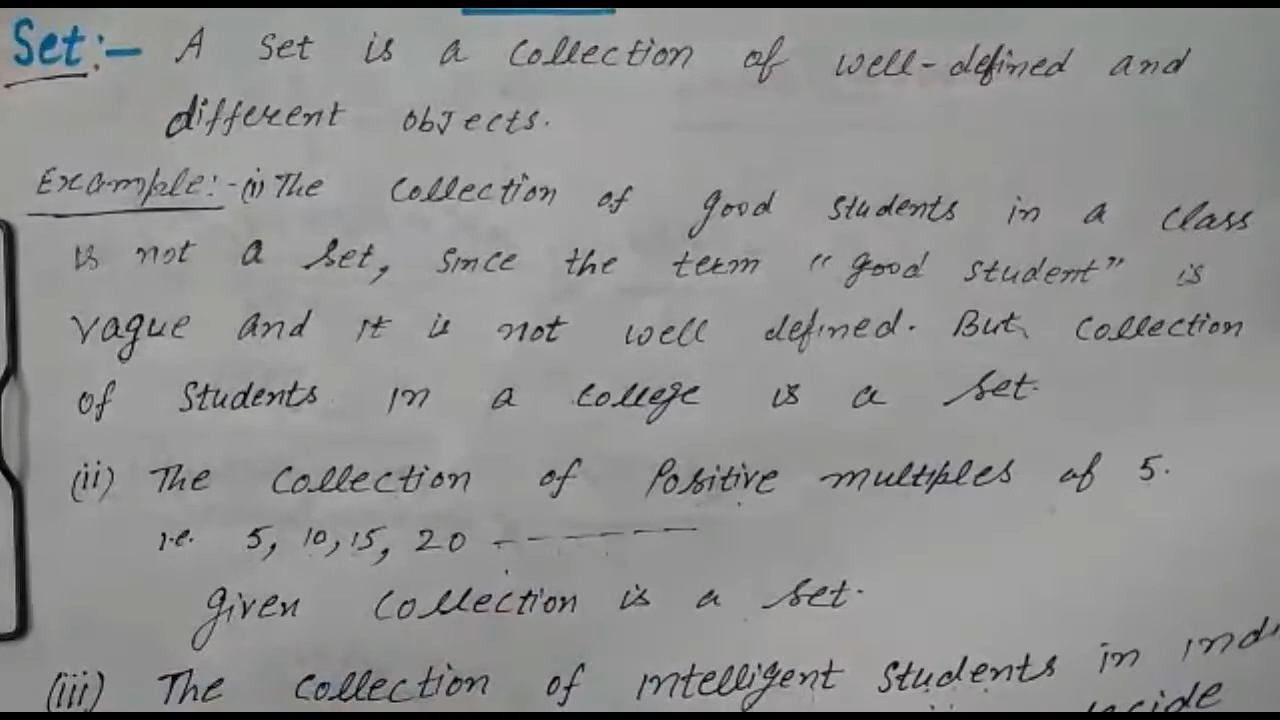 Set:- A set is a collection of well-defined and
different objects.
Example:-(i) The collection of good students in a class
is not a set, since the term "good student" is
vague and it is not well defined. But collection
of students in a college is a set.
(ii) The collection of Positive multiples of 5.
i.e. 5, 10, 15, 20 -------
given collection is a set.
(iii) The collection of intelligent students in